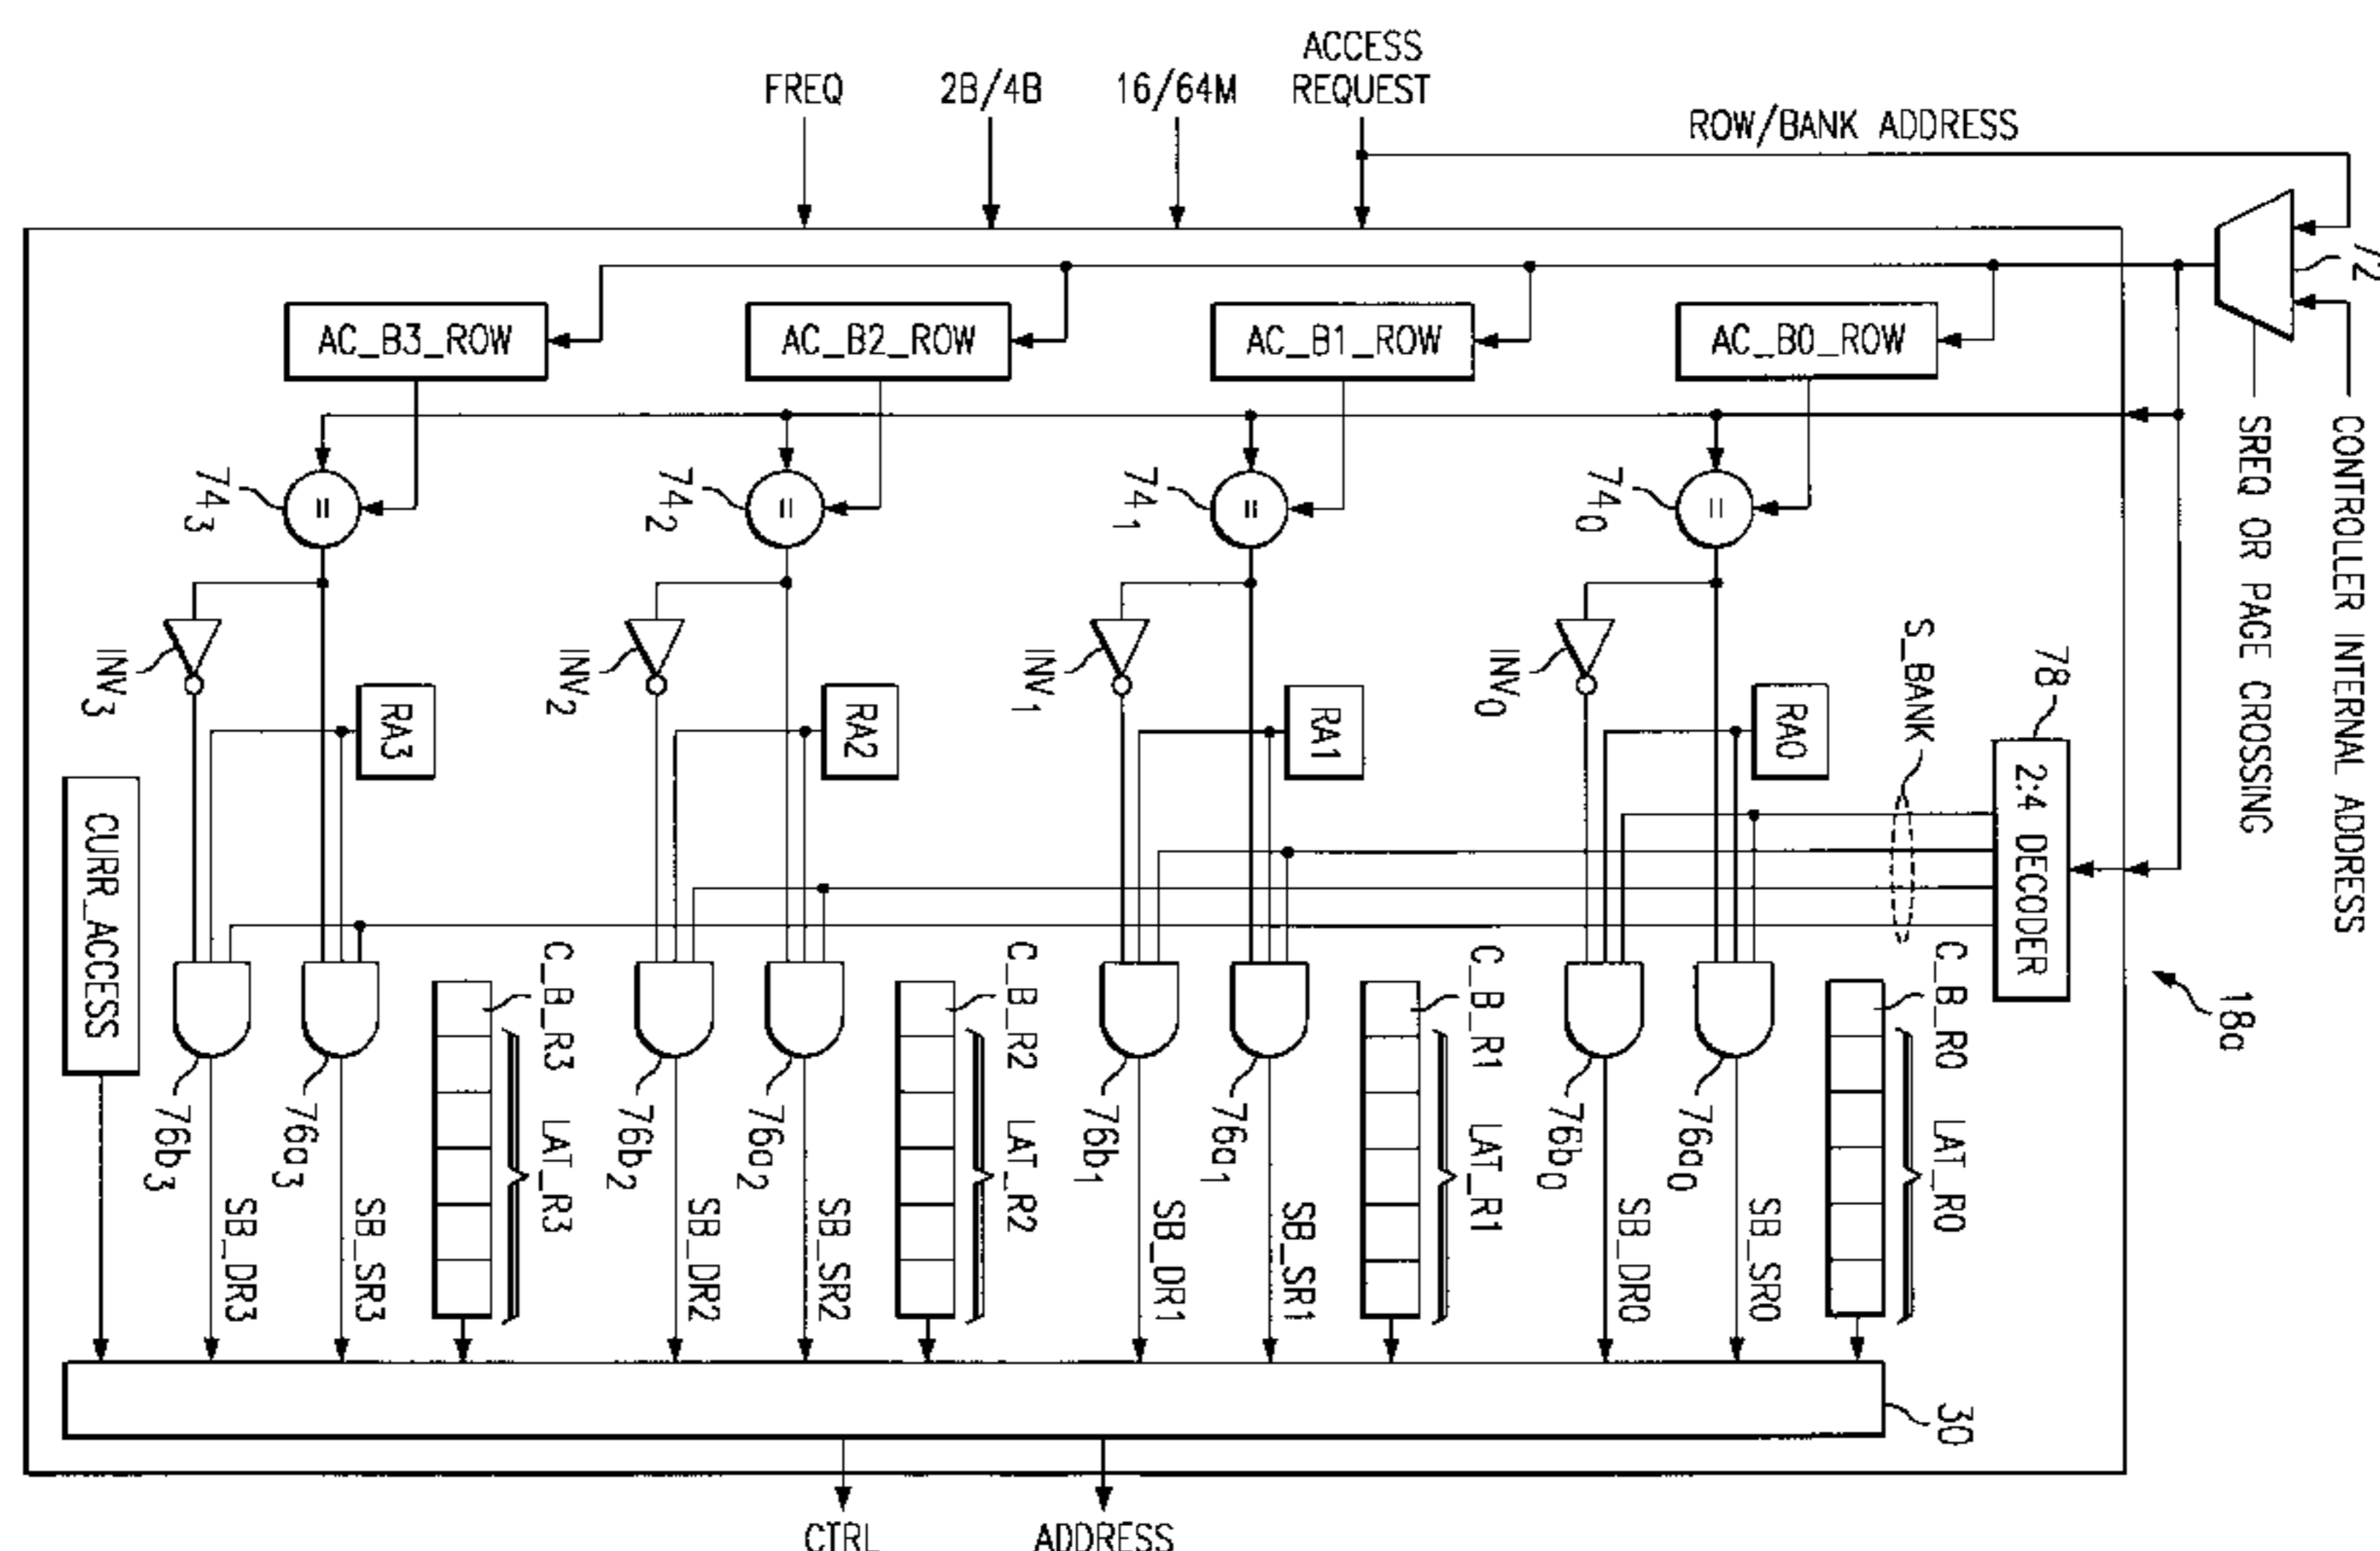 ACCESS
REQUEST
FREQ
2B/4B
16/64M
ROW/BANK ADDRESS
72
AC_B3_ROW
AC_B2_ROW
AC_B1_ROW
AC_B0_ROW
CONTROLLER INTERNAL ADDRESS
SREQ OR PAGE CROSSING
74₃
=
74₂
=
74₁
=
74₀
=
INV₃
INV₂
INV₁
INV₀
RA3
RA2
RA1
RA0
S_BANK
78
2:4 DECODER
CURR_ACCESS
18a
C_B_R3
C_B_R2
C_B_R1
C_B_R0
76b₃
76a₃
LAT_R3
76b₂
76a₂
LAT_R2
76b₁
76a₁
LAT_R1
76b₀
76a₀
LAT_R0
SB_DR3
SB_SR3
SB_DR2
SB_SR2
SB_DR1
SB_SR1
SB_DR0
SB_SR0
30
CTRL
ADDRESS